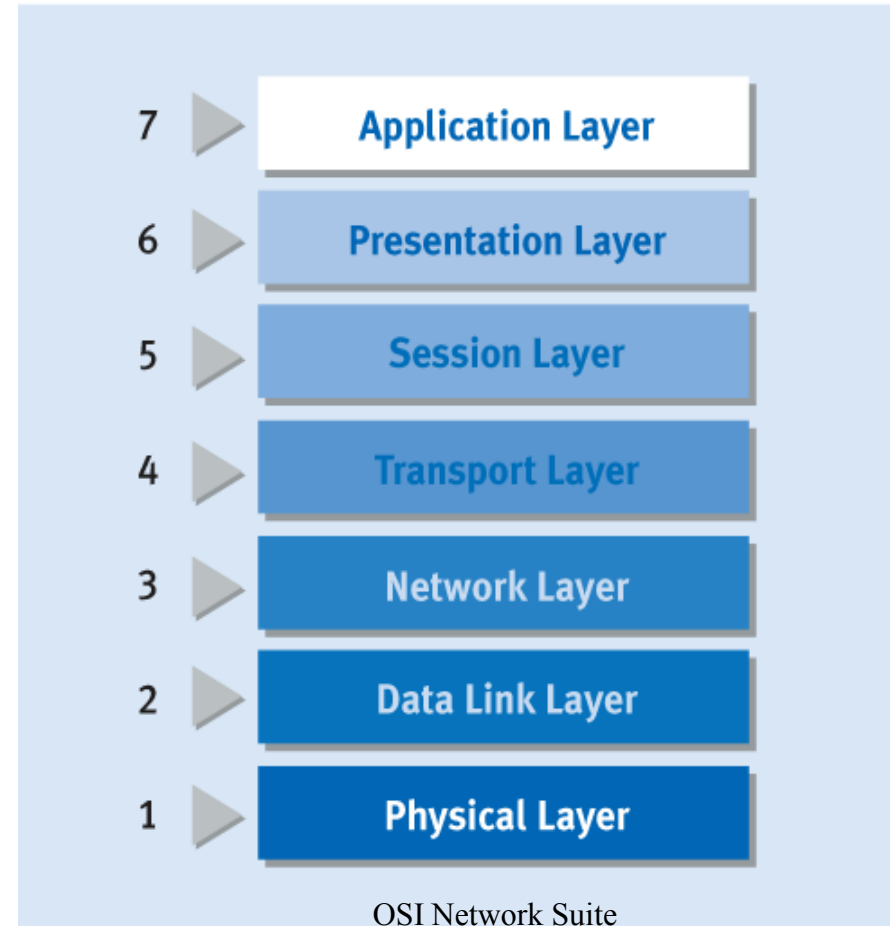 7 Application Layer
6 Presentation Layer
5 Session Layer
4 Transport Layer
3 Network Layer
2 Data Link Layer
1 Physical Layer
OSI Network Suite